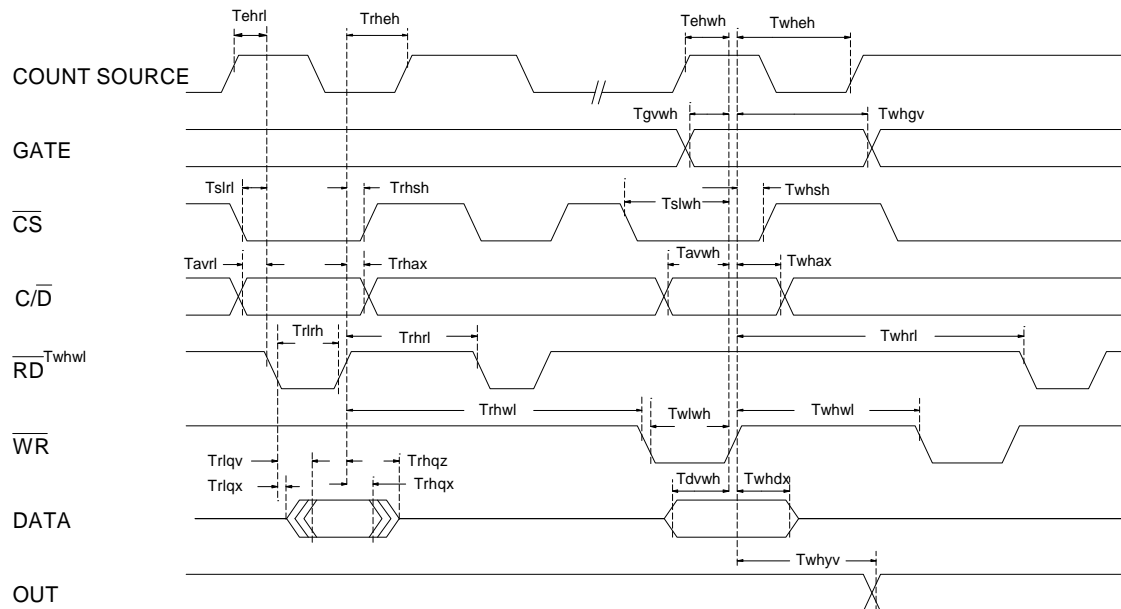 Tehrl Trheh Tehwh Twheh
COUNT SOURCE
Tgvwh Twhgv
GATE
Tslrl Trhsh Tslwh Twhsh
CS
Tavrl Trhax Tavwh Twhax
C/D
Trlrh Trhrl Twhrl
RD Twhwl
Trhwl Twlwh Twhwl
WR
Trlqv Trhqz
Trlqx Trhqx Tdvwh Twhdx
DATA
Twhyv
OUT